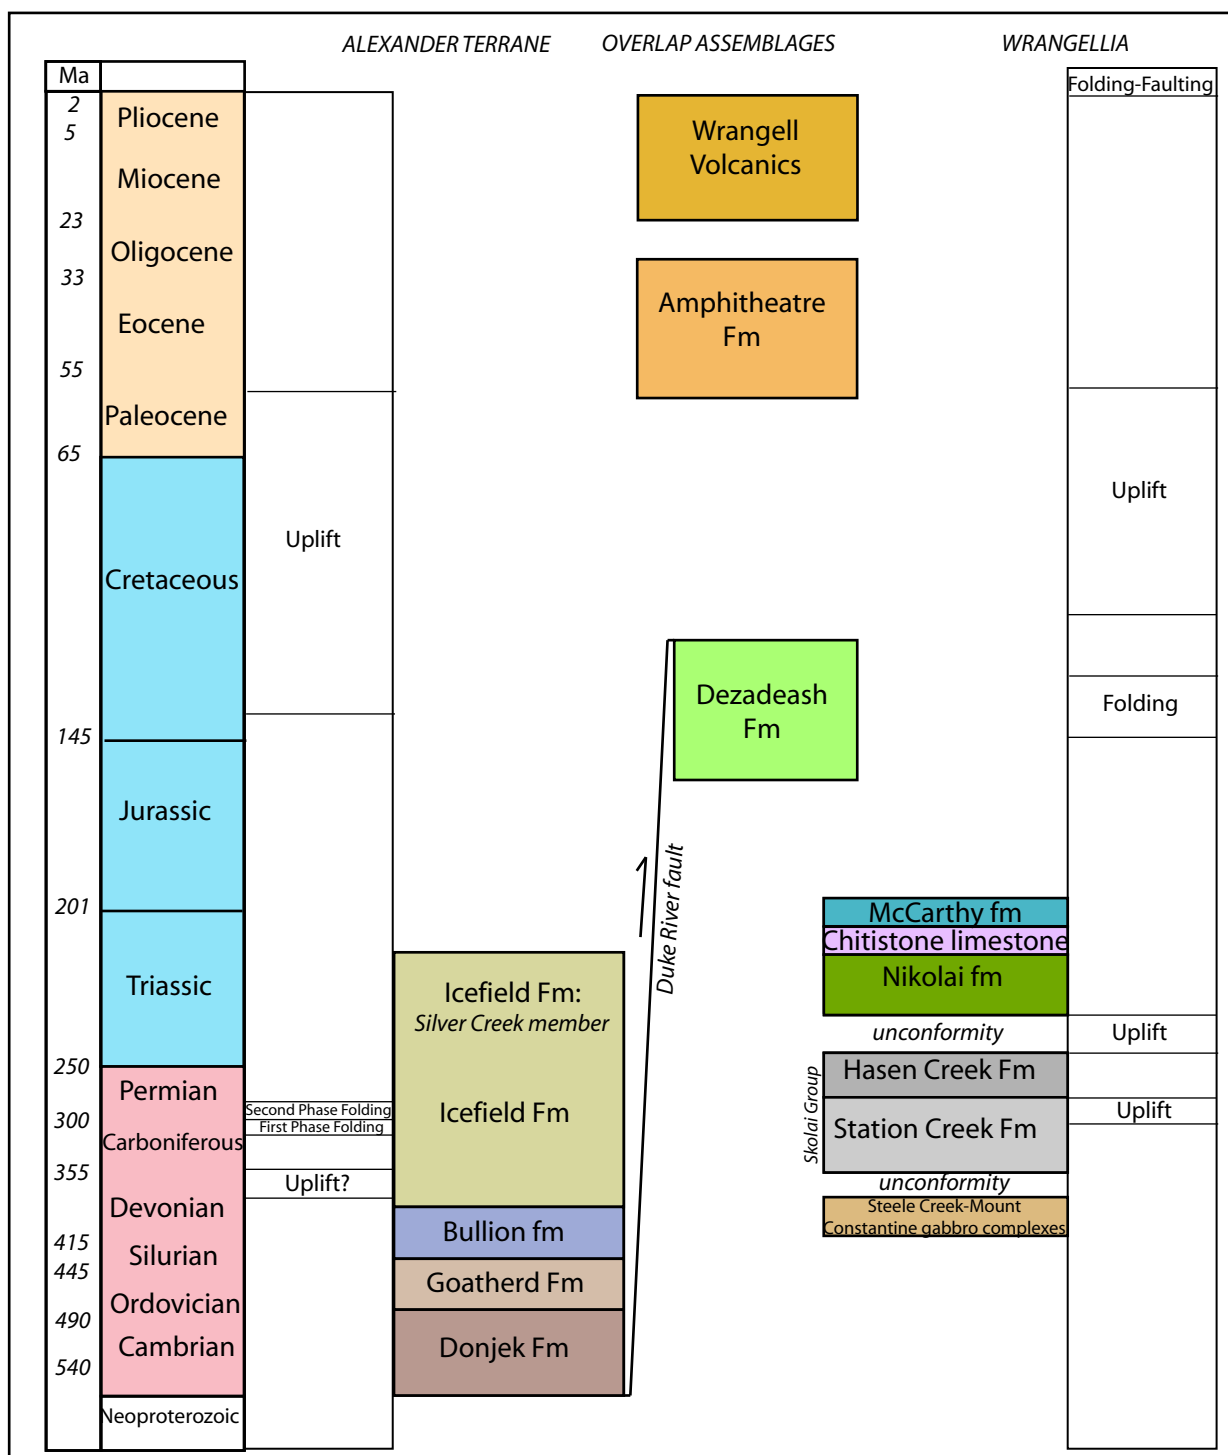 ALEXANDER TERRANE
OVERLAP ASSEMBLAGES
WRANGELLIA
Ma
2
5
23
33
55
65
145
201
250
300
355
415
445
490
540
Pliocene
Miocene
Oligocene
Eocene
Paleocene
Cretaceous
Jurassic
Triassic
Permian
Carboniferous
Devonian
Silurian
Ordovician
Cambrian
Neoproterozoic
Uplift
Second Phase Folding
First Phase Folding
Uplift?
Icefield Fm:
Silver Creek member
Icefield Fm
Bullion fm
Goatherd Fm
Donjek Fm
Duke River fault
Wrangell
Volcanics
Amphitheatre
Fm
Dezadeash
Fm
McCarthy fm
Chitistone limestone
Nikolai fm
unconformity
Skolai Group
Hasen Creek Fm
Station Creek Fm
unconformity
Steele Creek-Mount
Constantine gabbro complexes
Folding-Faulting
Uplift
Folding
Uplift
Uplift